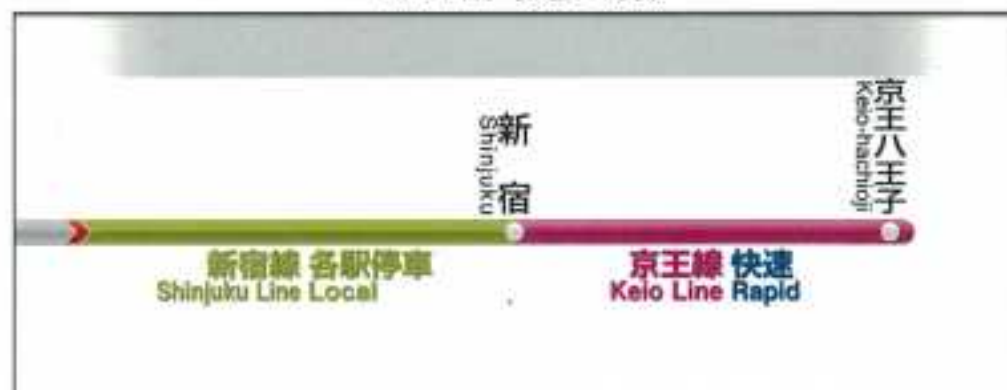 新宿
Shinjuku
京王八王子
Keio-hachioji
新宿線 各駅停車
Shinjuku Line Local
京王線 快速
Keio Line Rapid